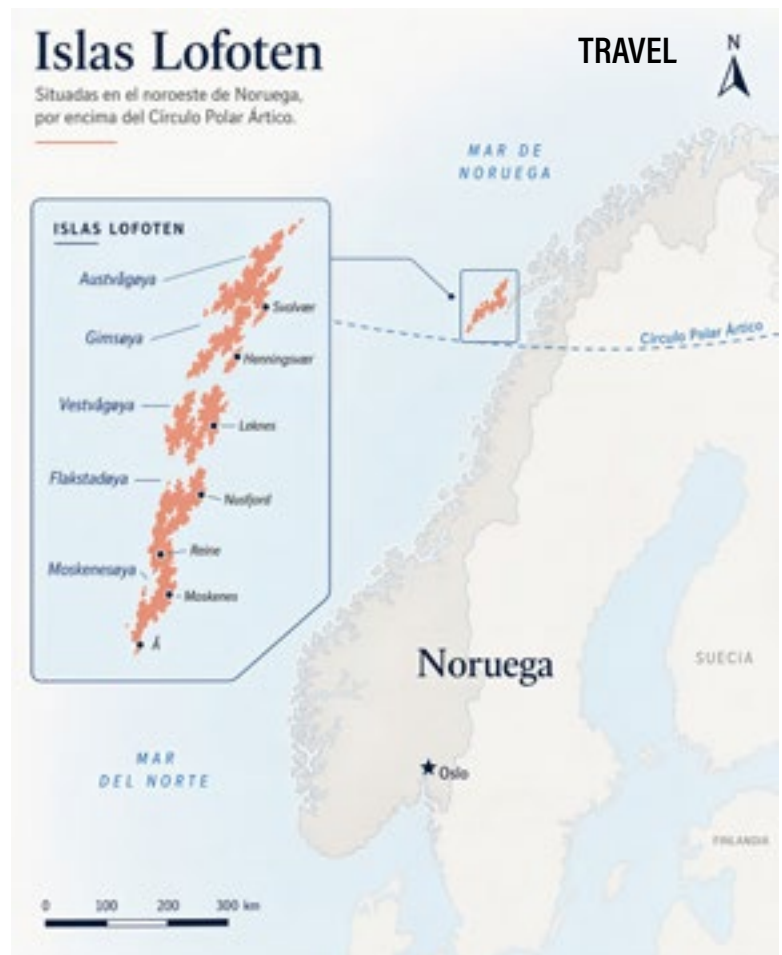 Islas Lofoten
TRAVEL
N
Situadas en el noroeste de Noruega,
por encima del Círculo Polar Ártico.
MAR DE
NORUEGA
ISLAS LOFOTEN
Austvågøya
Svolvær
Gimsøya
Henningsvær
Círculo Polar Ártico
Vestvågøya
Leknes
Flakstadøya
Nusfjord
Reine
Moskenesøya
Moskenes
Å
Noruega
SUECIA
MAR
DEL NORTE
Oslo
FINLANDIA
0 100 200 300 km